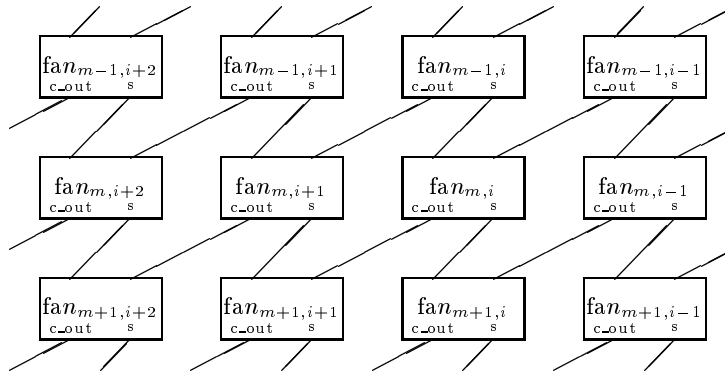 fan_{m-1,i+2} fan_{m-1,i+1} fan_{m-1,i} fan_{m-1,i-1}
c_out s c_out s c_out s c_out s
fan_{m,i+2} fan_{m,i+1} fan_{m,i} fan_{m,i-1}
c_out s c_out s c_out s c_out s
fan_{m+1,i+2} fan_{m+1,i+1} fan_{m+1,i} fan_{m+1,i-1}
c_out s c_out s c_out s c_out s